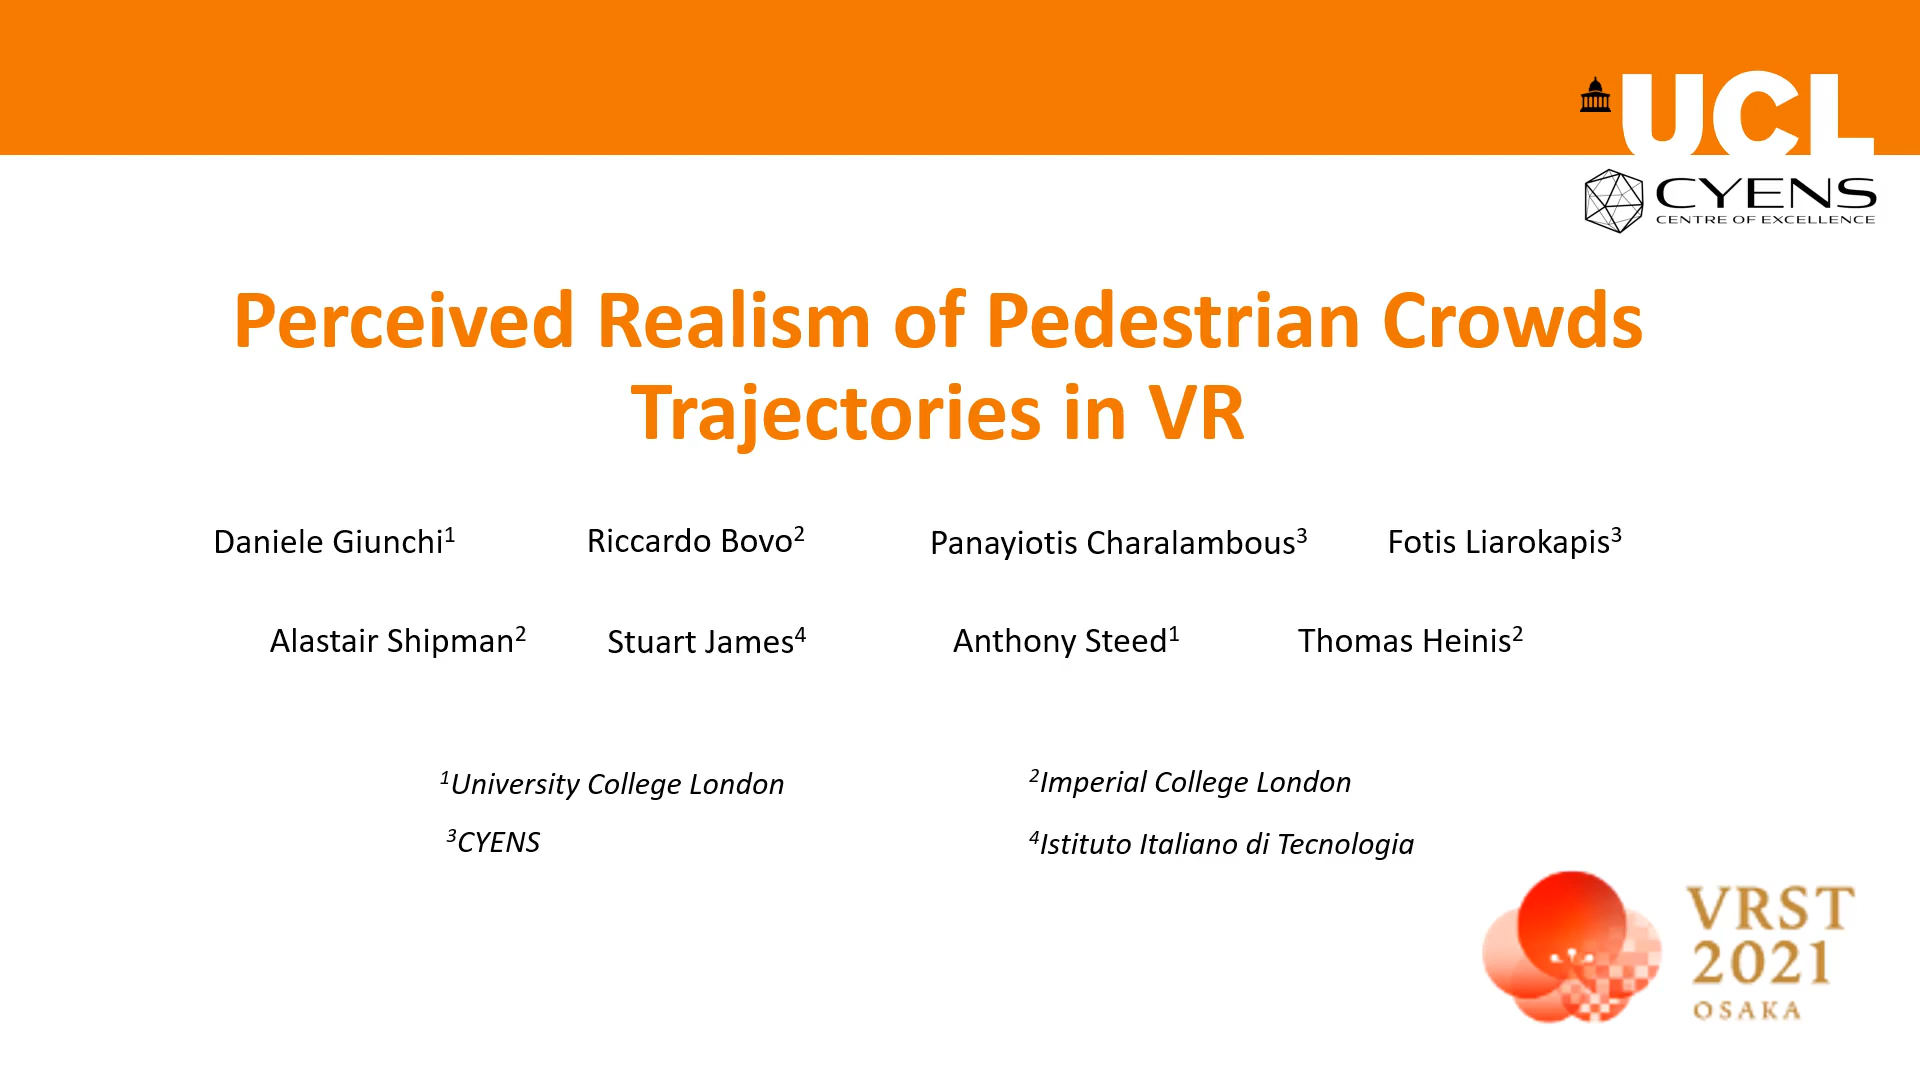 UCL
CYENS
CENTRE OF EXCELLENCE
Perceived Realism of Pedestrian Crowds
Trajectories in VR
Daniele Giunchi¹ Riccardo Bovo² Panayiotis Charalambous³ Fotis Liarokapis³
Alastair Shipman² Stuart James⁴ Anthony Steed¹ Thomas Heinis²
¹University College London ²Imperial College London
³CYENS ⁴Istituto Italiano di Tecnologia
VRST
2021
OSAKA